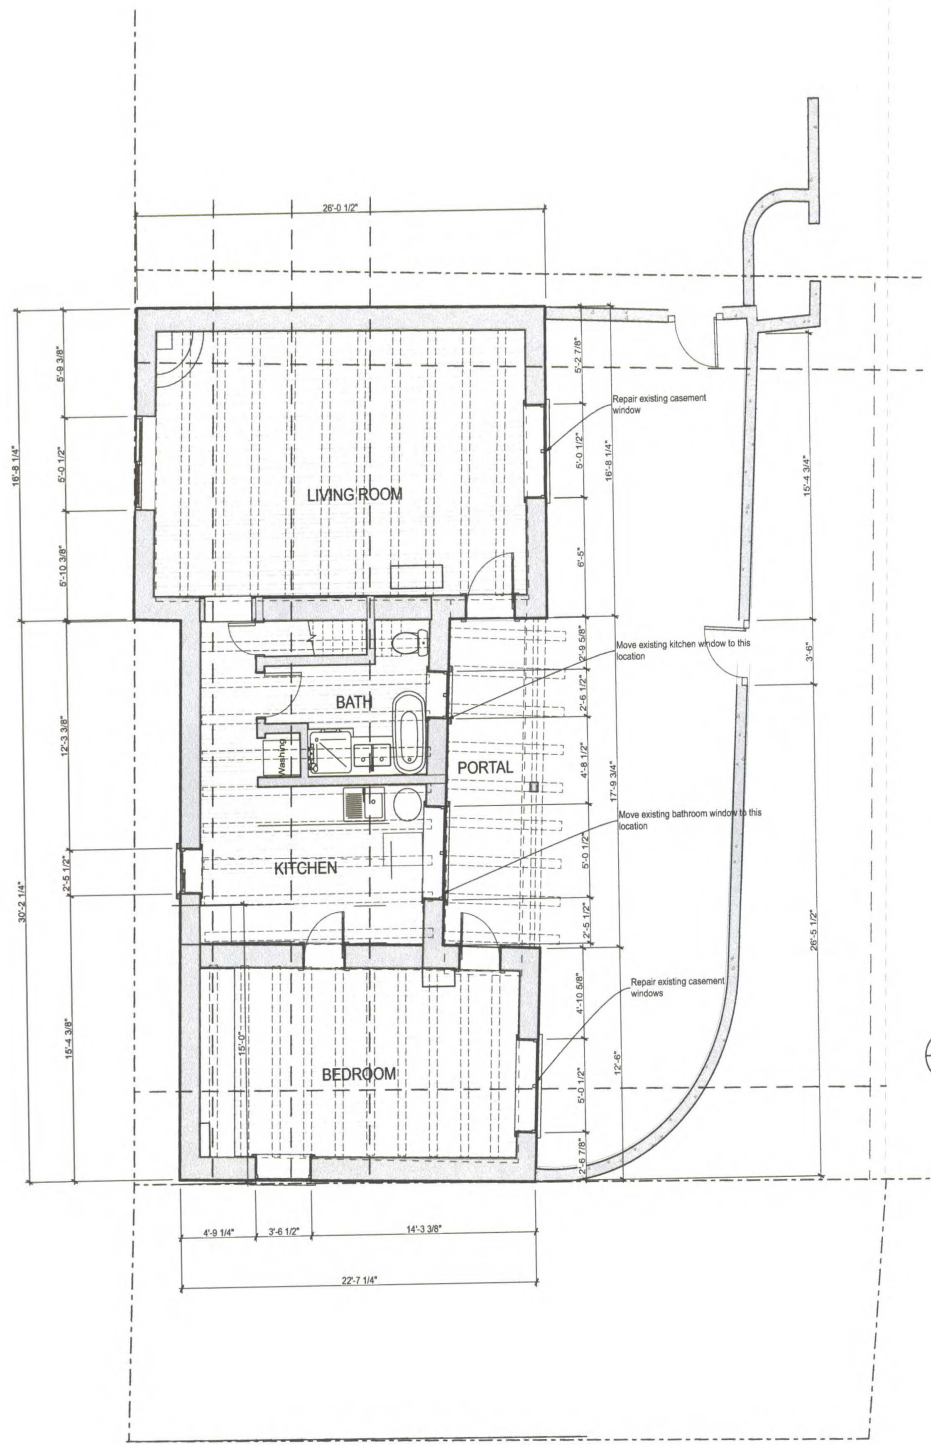 26'-0 1/2"
5'-9 3/8"
5'-2 7/8"
Repair existing casement
window
16'-8 1/4"
5'-0 1/2"
5'-0 1/2"
16'-8 1/4"
15'-4 3/4"
LIVING ROOM
5'-10 3/8"
6'-5"
2'-9 5/8"
Move existing kitchen window to this
location
3'-6"
BATH
2'-6 1/2"
12'-3 3/8"
Washing
PORTAL
4'-8 1/2"
17'-9 3/4"
Move existing bathroom window to this
location
KITCHEN
2'-5 1/2"
5'-0 1/2"
30'-2 1/4"
2'-5 1/2"
26'-5 1/2"
4'-10 5/8"
Repair existing casement
windows
15'-4 3/8"
15'-0"
12'-6"
BEDROOM
5'-0 1/2"
2'-6 7/8"
4'-9 1/4"
3'-6 1/2"
14'-3 3/8"
22'-7 1/4"